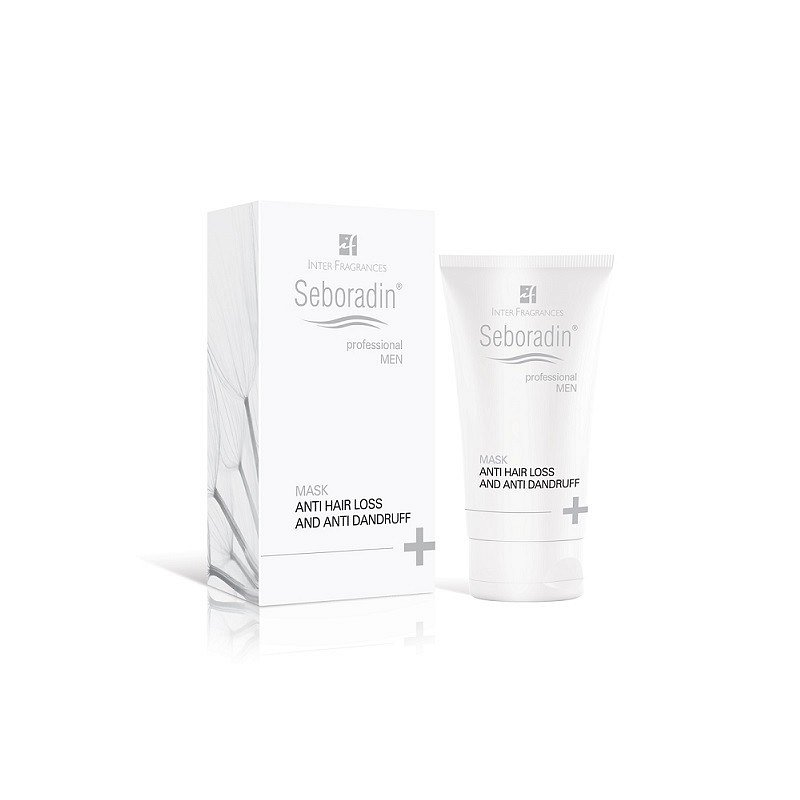 INTER FRAGRANCES
Seboradin®
professional
MEN
MASK
ANTI HAIR LOSS
AND ANTI DANDRUFF
INTER FRAGRANCES
Seboradin®
professional
MEN
MASK
ANTI HAIR LOSS
AND ANTI DANDRUFF